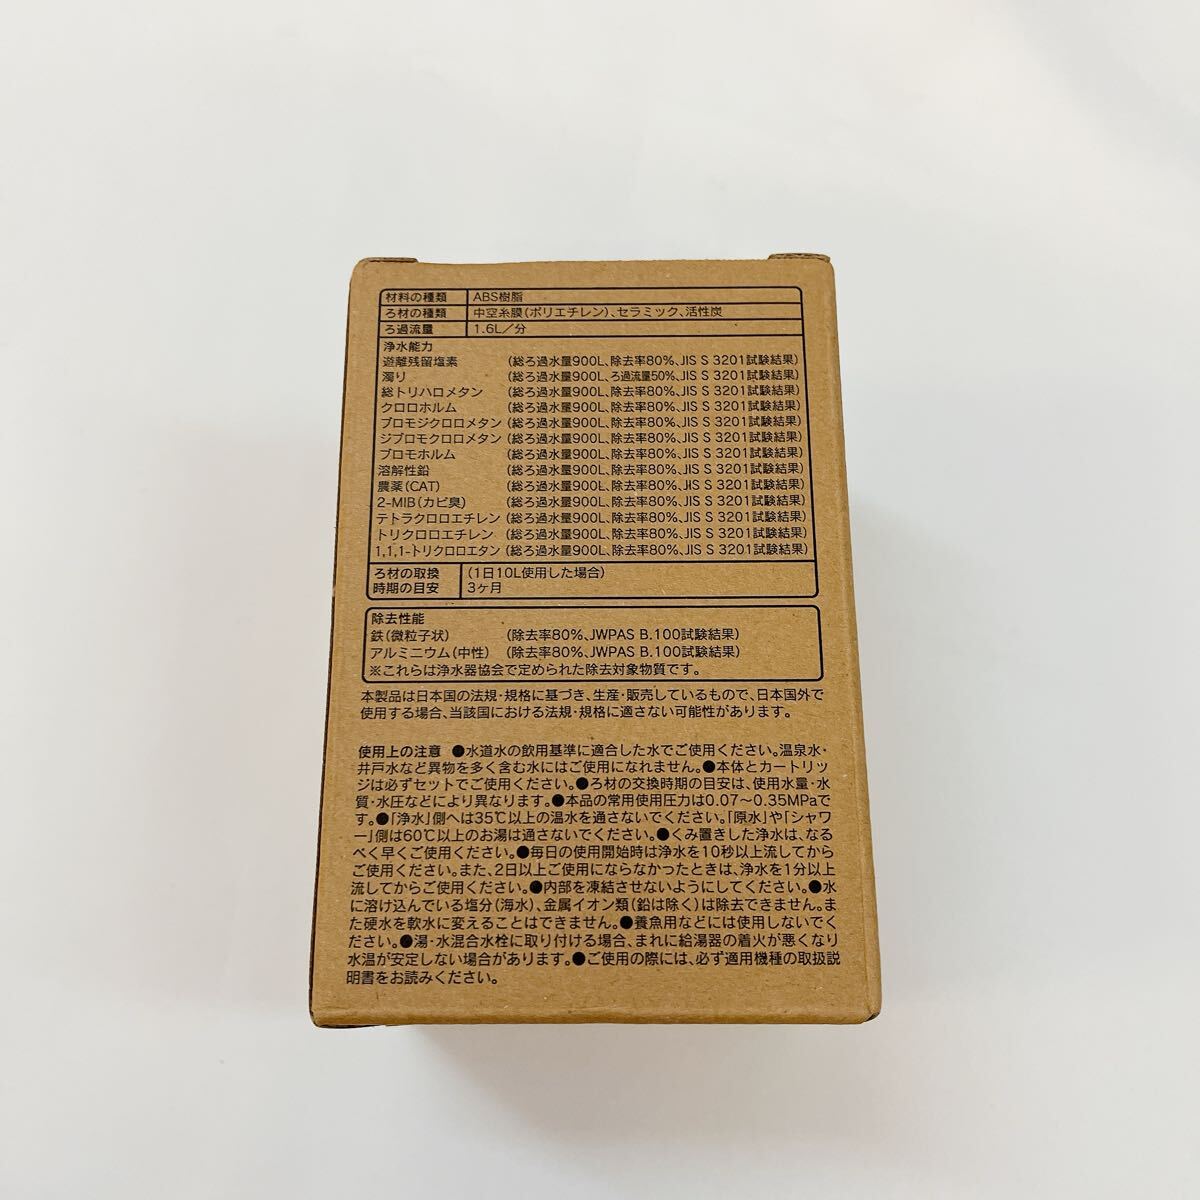 材料の種類 ABS樹脂
ろ材の種類 中空糸膜(ポリエチレン)、セラミック、活性炭
ろ過流量 1.6L/分
浄水能力
遊離残留塩素 (総ろ過水量900L、除去率80%、JIS S 3201試験結果)
濁り (総ろ過水量900L、ろ過流量50%、JIS S 3201試験結果)
総トリハロメタン (総ろ過水量900L、除去率80%、JIS S 3201試験結果)
クロロホルム (総ろ過水量900L、除去率80%、JIS S 3201試験結果)
ブロモジクロロメタン (総ろ過水量900L、除去率80%、JIS S 3201試験結果)
ジブロモクロロメタン (総ろ過水量900L、除去率80%、JIS S 3201試験結果)
ブロモホルム (総ろ過水量900L、除去率80%、JIS S 3201試験結果)
溶解性鉛 (総ろ過水量900L、除去率80%、JIS S 3201試験結果)
農薬(CAT) (総ろ過水量900L、除去率80%、JIS S 3201試験結果)
2-MIB(カビ臭) (総ろ過水量900L、除去率80%、JIS S 3201試験結果)
テトラクロロエチレン (総ろ過水量900L、除去率80%、JIS S 3201試験結果)
トリクロロエチレン (総ろ過水量900L、除去率80%、JIS S 3201試験結果)
1,1,1-トリクロロエタン (総ろ過水量900L、除去率80%、JIS S 3201試験結果)
ろ材の取換 (1日10L使用した場合)
時期の目安 3ヶ月
除去性能
鉄(微粒子状) (除去率80%、JWPAS B.100試験結果)
アルミニウム(中性) (除去率80%、JWPAS B.100試験結果)
※これらは浄水器協会で定められた除去対象物質です。
本製品は日本国の法規・規格に基づき、生産・販売しているもので、日本国外で
使用する場合、当該国における法規・規格に適さない可能性があります。
使用上の注意 ●水道水の飲用基準に適合した水でご使用ください。温泉水・
井戸水など異物を多く含む水にはご使用になれません。●本体とカートリッ
ジは必ずセットでご使用ください。●ろ材の交換時期の目安は、使用水量・水
質・水圧などにより異なります。●本品の常用使用圧力は0.07〜0.35MPaで
す。●「浄水」側へは35℃以上の温水を通さないでください。「原水」や「シャワ
ー」側は60℃以上のお湯は通さないでください。●くみ置きした浄水は、なる
べく早くご使用ください。●毎日の使用開始時は浄水を10秒以上流してから
ご使用ください。また、2日以上ご使用にならなかったときは、浄水を1分以上
流してからご使用ください。●内部を凍結させないようにしてください。●水
に溶け込んでいる塩分(海水)、金属イオン類(鉛は除く)は除去できません。ま
た硬水を軟水に変えることはできません。●養魚用などには使用しないでく
ださい。●湯・水混合水栓に取り付ける場合、まれに給湯器の着火が悪くなり
水温が安定しない場合があります。●ご使用の際には、必ず適用機種の取扱説
明書をお読みください。